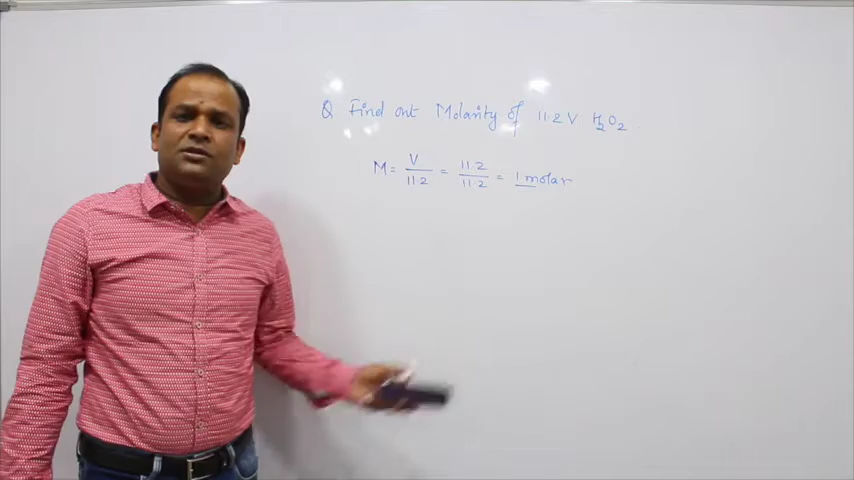 Q Find out Molarity of 11.2 V H₂O₂.
M = V/11.2 = 11.2/11.2 = 1 molar